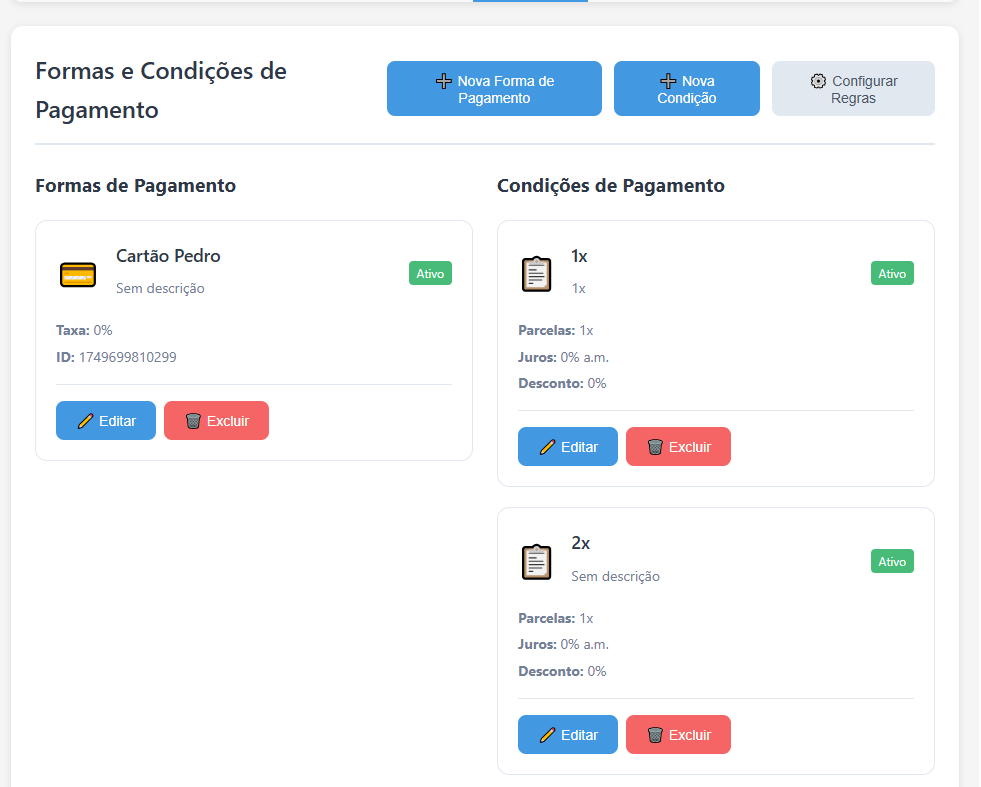 Formas e Condições de
Pagamento
Nova Forma de
Pagamento
Nova
Condição
Configurar
Regras
Formas de Pagamento
Cartão Pedro
Sem descrição
Ativo
Taxa: 0%
ID: 1749699810299
Editar
Excluir
Condições de Pagamento
1x
1x
Ativo
Parcelas: 1x
Juros: 0% a.m.
Desconto: 0%
Editar
Excluir
2x
Sem descrição
Ativo
Parcelas: 1x
Juros: 0% a.m.
Desconto: 0%
Editar
Excluir